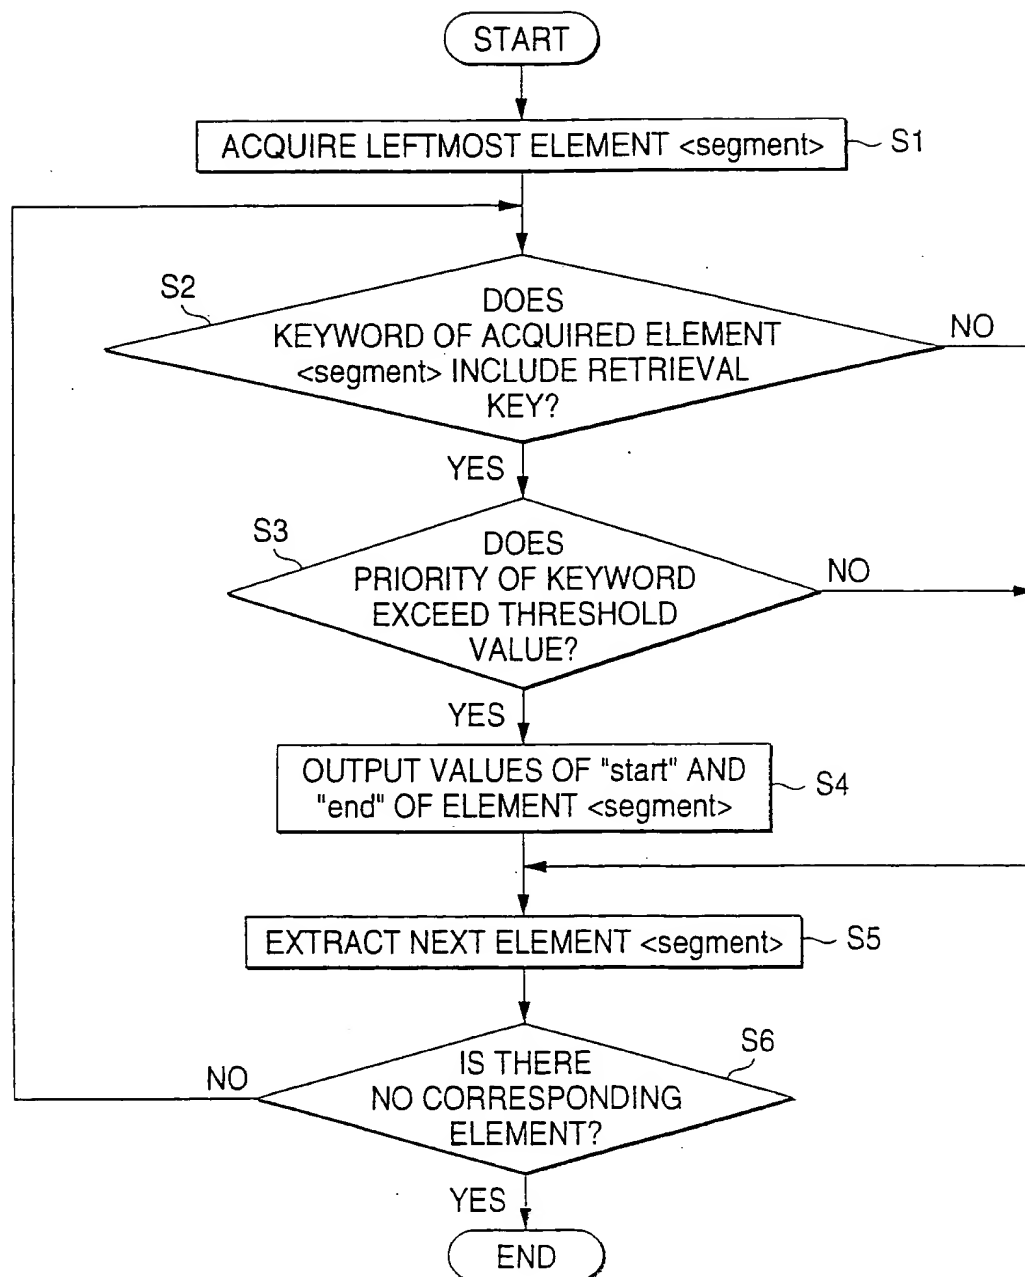 START
ACQUIRE LEFTMOST ELEMENT <segment>
S1
S2
DOES
KEYWORD OF ACQUIRED ELEMENT
<segment> INCLUDE RETRIEVAL
KEY?
NO
YES
S3
DOES
PRIORITY OF KEYWORD
EXCEED THRESHOLD
VALUE?
NO
YES
OUTPUT VALUES OF "start" AND
"end" OF ELEMENT <segment>
S4
EXTRACT NEXT ELEMENT <segment>
S5
S6
IS THERE
NO CORRESPONDING
ELEMENT?
NO
YES
END